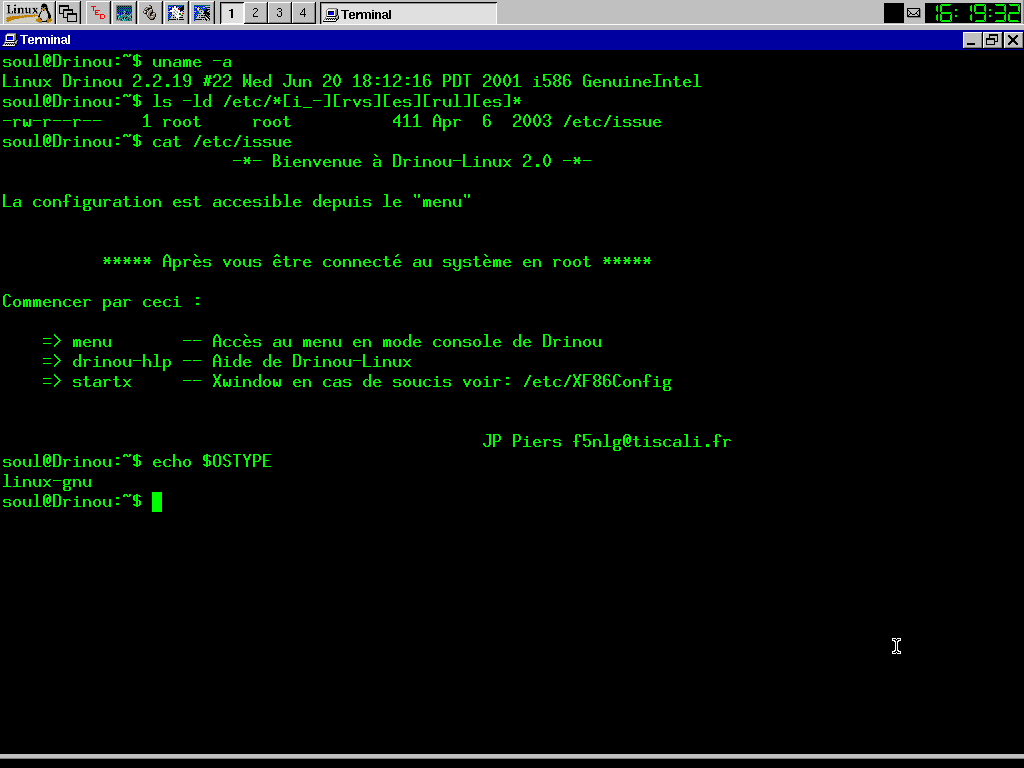 Linux TED 1 2 3 4 Terminal 16:19:32
Terminal
soul@Drinou:~$ uname -a
Linux Drinou 2.2.19 #22 Wed Jun 20 18:12:16 PDT 2001 i586 GenuineIntel
soul@Drinou:~$ ls -ld /etc/*[i_-][rvs][es][rul][es]*
-rw-r--r--    1 root     root          411 Apr  6  2003 /etc/issue
soul@Drinou:~$ cat /etc/issue
-*- Bienvenue à Drinou-Linux 2.0 -*-
La configuration est accesible depuis le "menu"
***** Après vous être connecté au système en root *****
Commencer par ceci :
=> menu       -- Accès au menu en mode console de Drinou
=> drinou-hlp -- Aide de Drinou-Linux
=> startx     -- Xwindow en cas de soucis voir: /etc/XF86Config
JP Piers f5nlg@tiscali.fr
soul@Drinou:~$ echo $OSTYPE
linux-gnu
soul@Drinou:~$